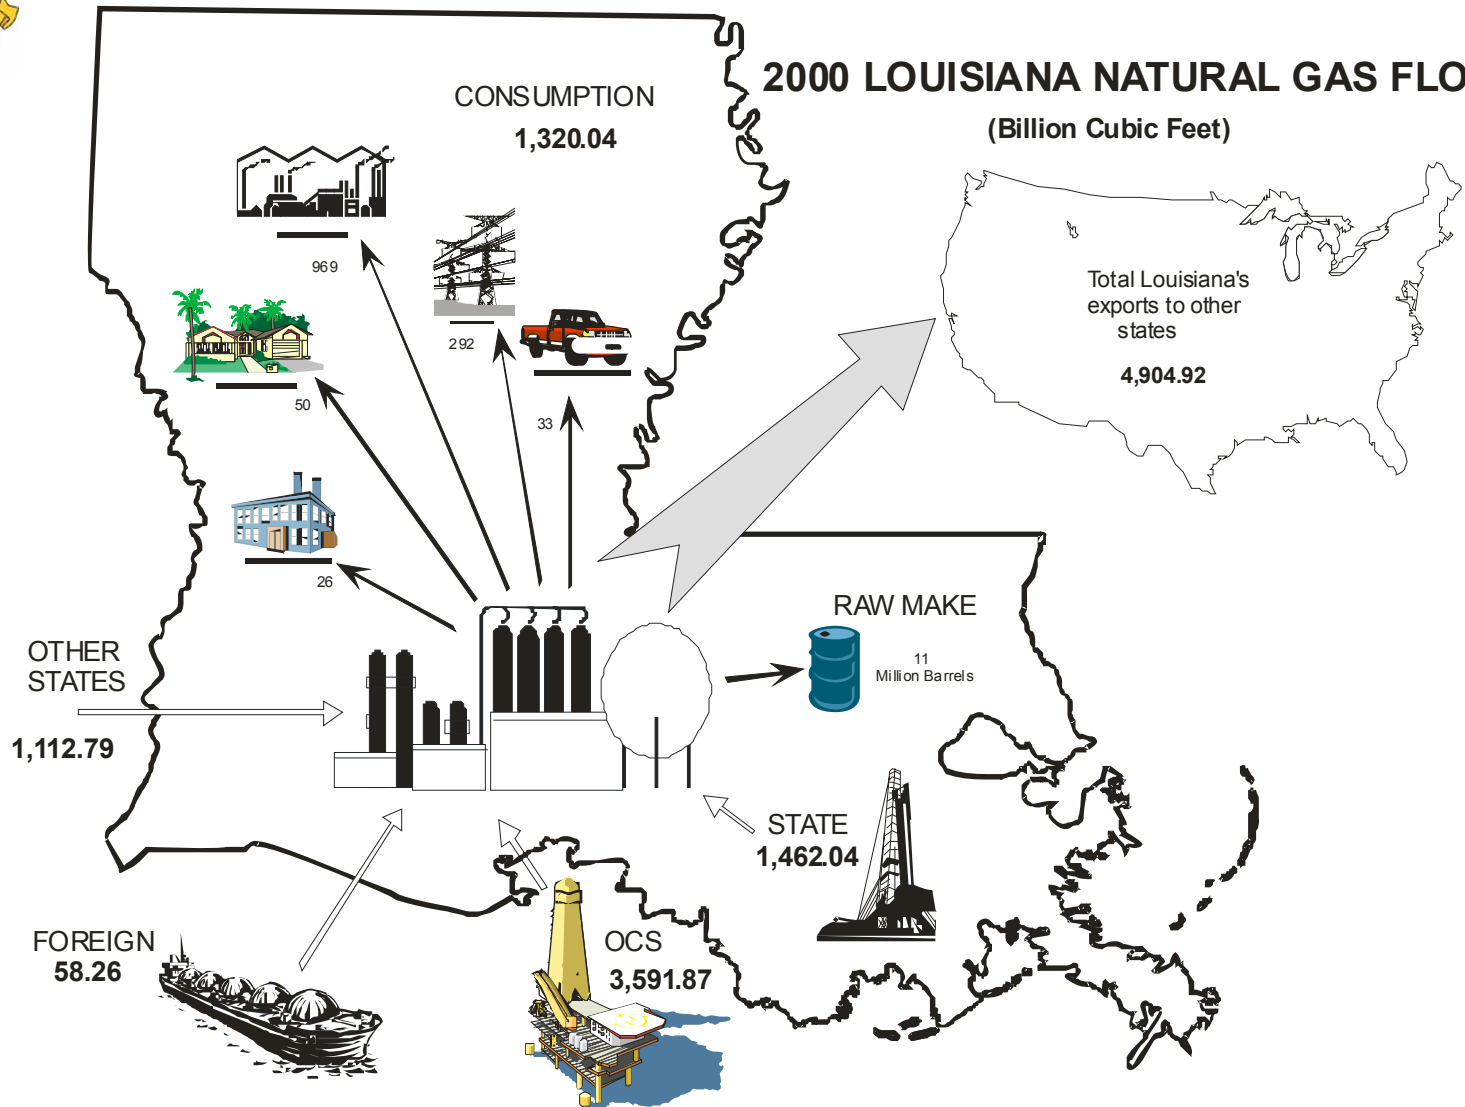 2000 LOUISIANA NATURAL GAS FLO
(Billion Cubic Feet)
CONSUMPTION
1,320.04
969
292
50
33
26
Total Louisiana's
exports to other
states
4,904.92
RAW MAKE
11
Million Barrels
OTHER
STATES
1,112.79
STATE
1,462.04
FOREIGN
58.26
OCS
3,591.87